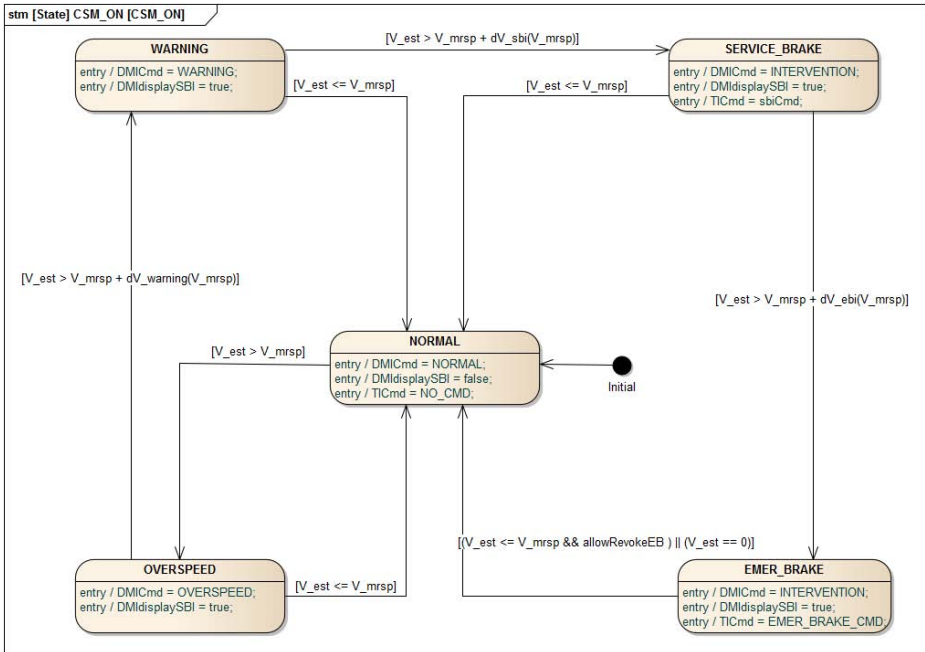 stm [State] CSM_ON [CSM_ON]
WARNING
entry / DMICmd = WARNING;
entry / DMIdisplaySBI = true;
[V_est > V_mrsp + dV_sbi(V_mrsp)]
[V_est <= V_mrsp]
SERVICE_BRAKE
entry / DMICmd = INTERVENTION;
entry / DMIdisplaySBI = true;
entry / TICmd = sbiCmd;
[V_est <= V_mrsp]
[V_est > V_mrsp + dV_warning(V_mrsp)]
[V_est > V_mrsp + dV_ebi(V_mrsp)]
NORMAL
entry / DMICmd = NORMAL;
entry / DMIdisplaySBI = false;
entry / TICmd = NO_CMD;
[V_est > V_mrsp]
Initial
[(V_est <= V_mrsp && allowRevokeEB ) || (V_est == 0)]
OVERSPEED
entry / DMICmd = OVERSPEED;
entry / DMIdisplaySBI = true;
[V_est <= V_mrsp]
EMER_BRAKE
entry / DMICmd = INTERVENTION;
entry / DMIdisplaySBI = true;
entry / TICmd = EMER_BRAKE_CMD;